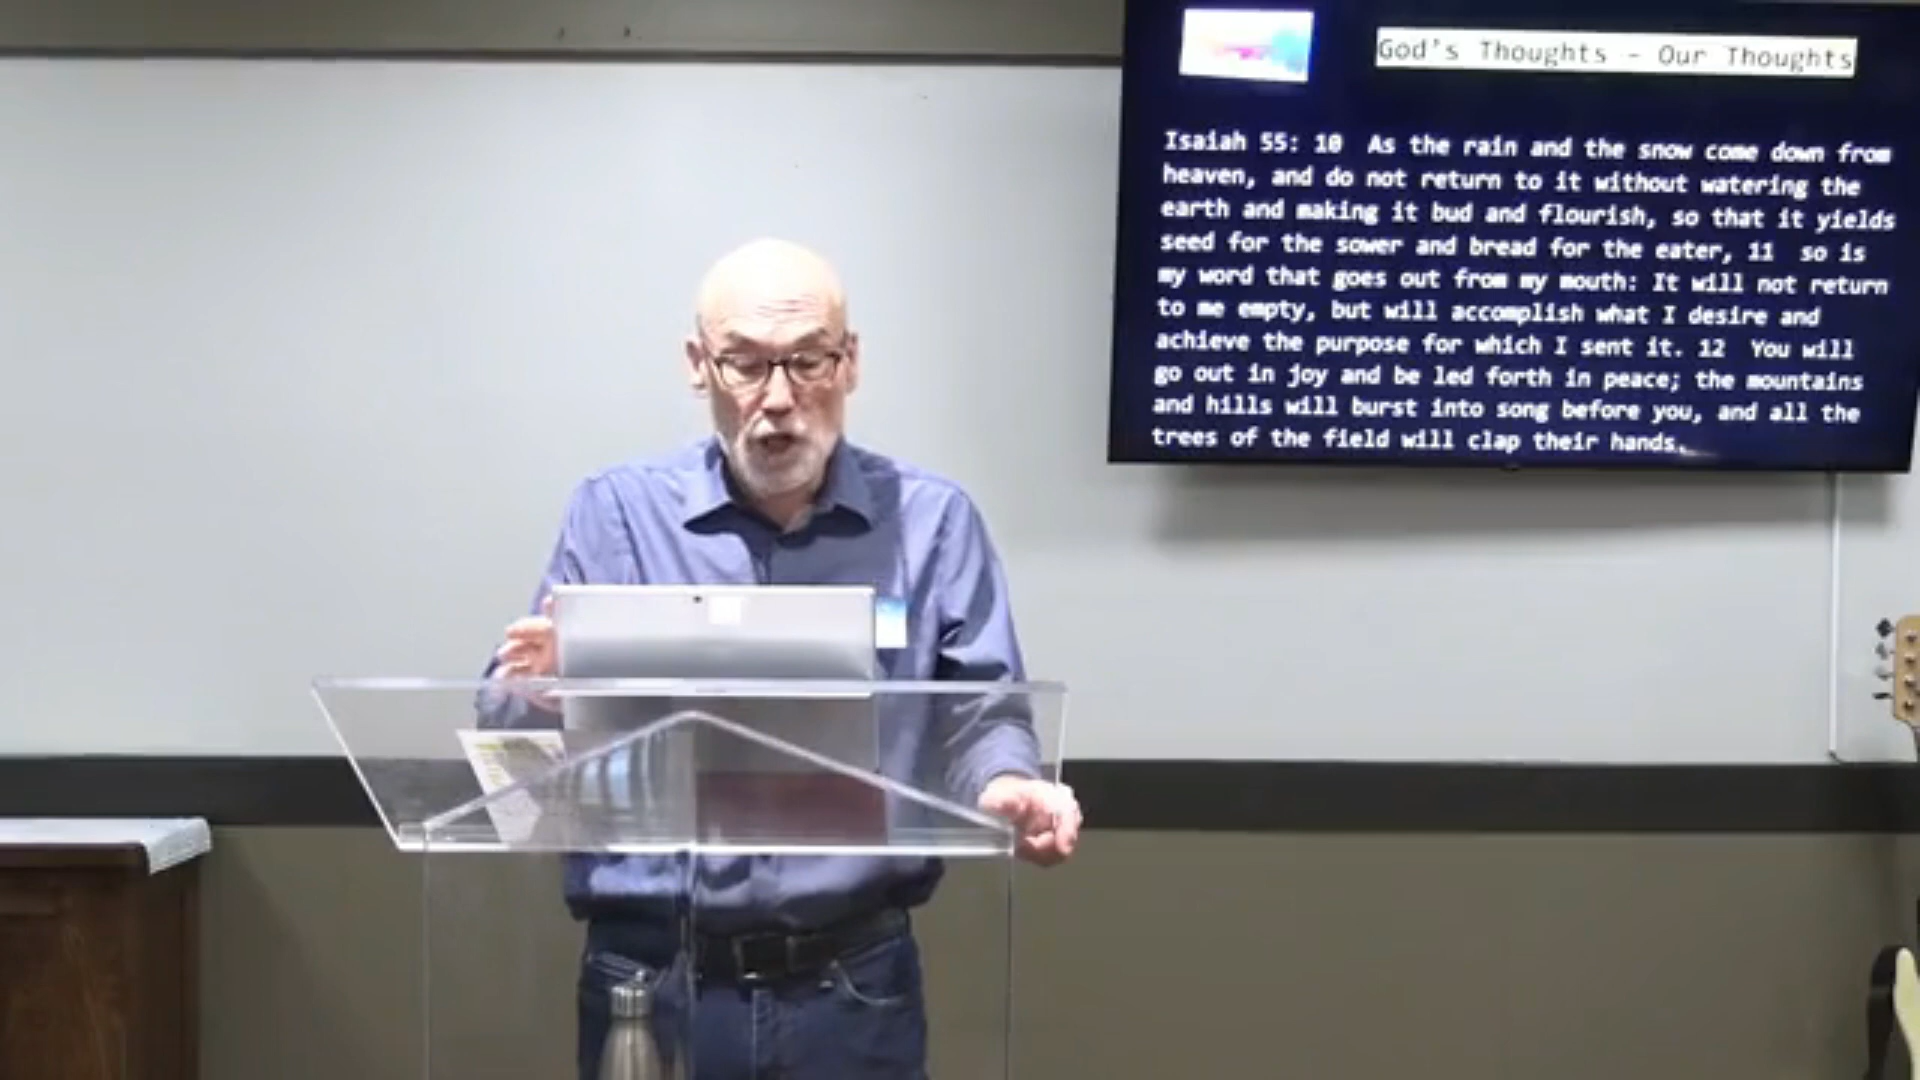 God's Thoughts - Our Thoughts
Isaiah 55: 10 As the rain and the snow come down from
heaven, and do not return to it without watering the
earth and making it bud and flourish, so that it yields
seed for the sower and bread for the eater, 11 so is
my word that goes out from my mouth: It will not return
to me empty, but will accomplish what I desire and
achieve the purpose for which I sent it. 12 You will
go out in joy and be led forth in peace; the mountains
and hills will burst into song before you, and all the
trees of the field will clap their hands.